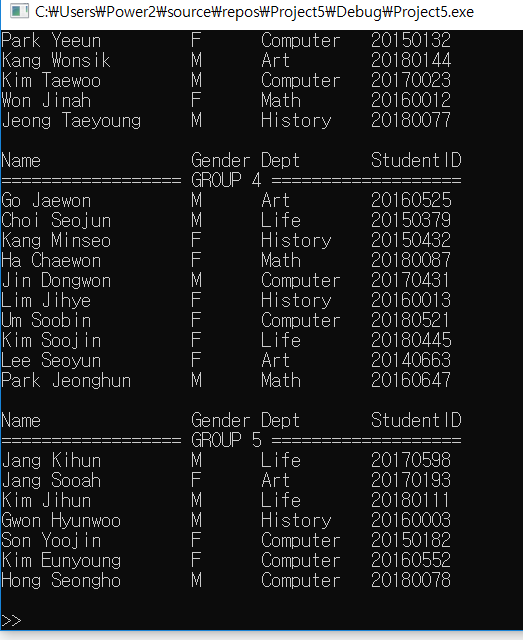 C:₩Users₩Power2₩source₩repos₩Project5₩Debug₩Project5.exe
Park Yeeun F Computer 20150132
Kang Wonsik M Art 20180144
Kim Taewoo M Computer 20170023
Won Jinah F Math 20160012
Jeong Taeyoung M History 20180077
Name Gender Dept StudentID
================== GROUP 4 ===================
Go Jaewon M Art 20160525
Choi Seojun M Life 20150379
Kang Minseo F History 20150432
Ha Chaewon F Math 20180087
Jin Dongwon M Computer 20170431
Lim Jihye F History 20160013
Um Soobin F Computer 20180521
Kim Soojin F Life 20180445
Lee Seoyun F Art 20140663
Park Jeonghun M Math 20160647
Name Gender Dept StudentID
================== GROUP 5 ===================
Jang Kihun M Life 20170598
Jang Sooah F Art 20170193
Kim Jihun M Life 20180111
Gwon Hyunwoo M History 20160003
Son Yoojin F Computer 20150182
Kim Eunyoung F Computer 20160552
Hong Seongho M Computer 20180078
>>